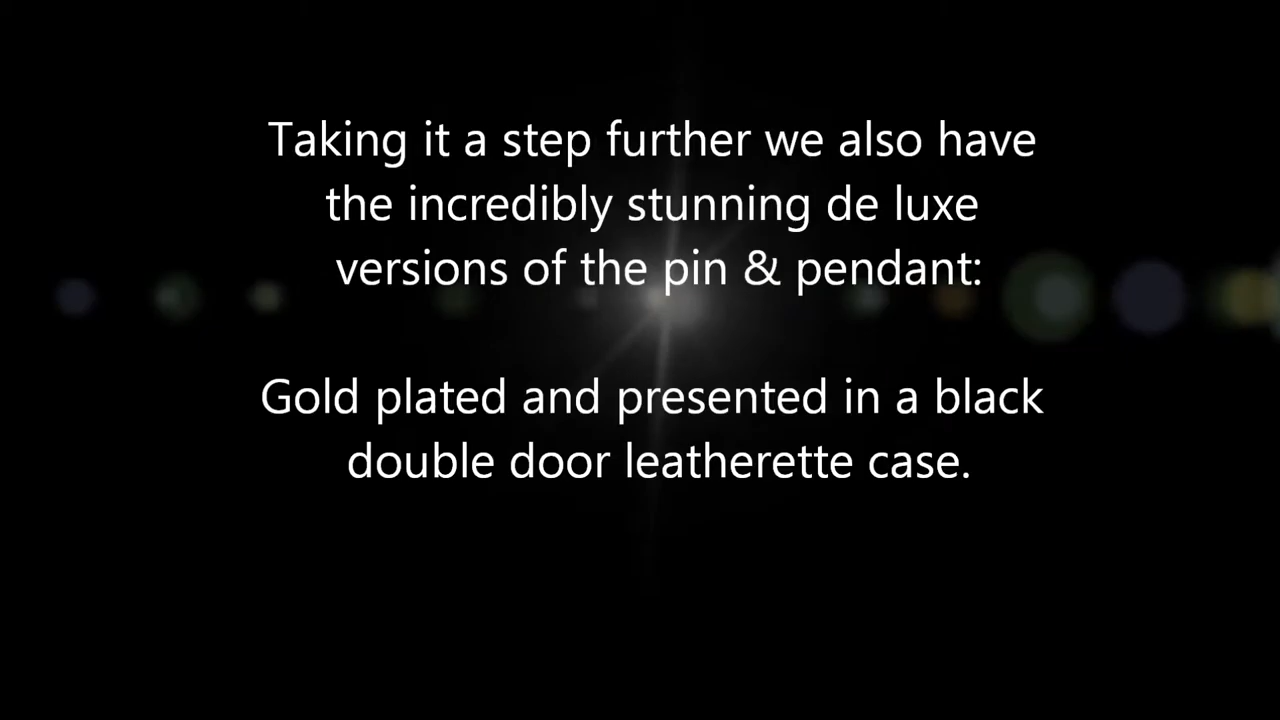 Taking it a step further we also have
the incredibly stunning de luxe
versions of the pin & pendant:
Gold plated and presented in a black
double door leatherette case.